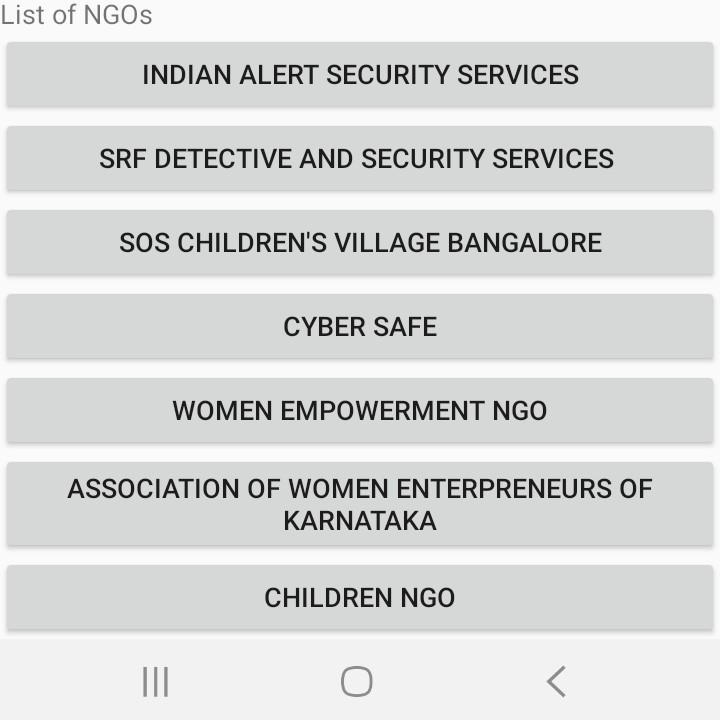 List of NGOs
INDIAN ALERT SECURITY SERVICES
SRF DETECTIVE AND SECURITY SERVICES
SOS CHILDREN'S VILLAGE BANGALORE
CYBER SAFE
WOMEN EMPOWERMENT NGO
ASSOCIATION OF WOMEN ENTERPRENEURS OF
KARNATAKA
CHILDREN NGO